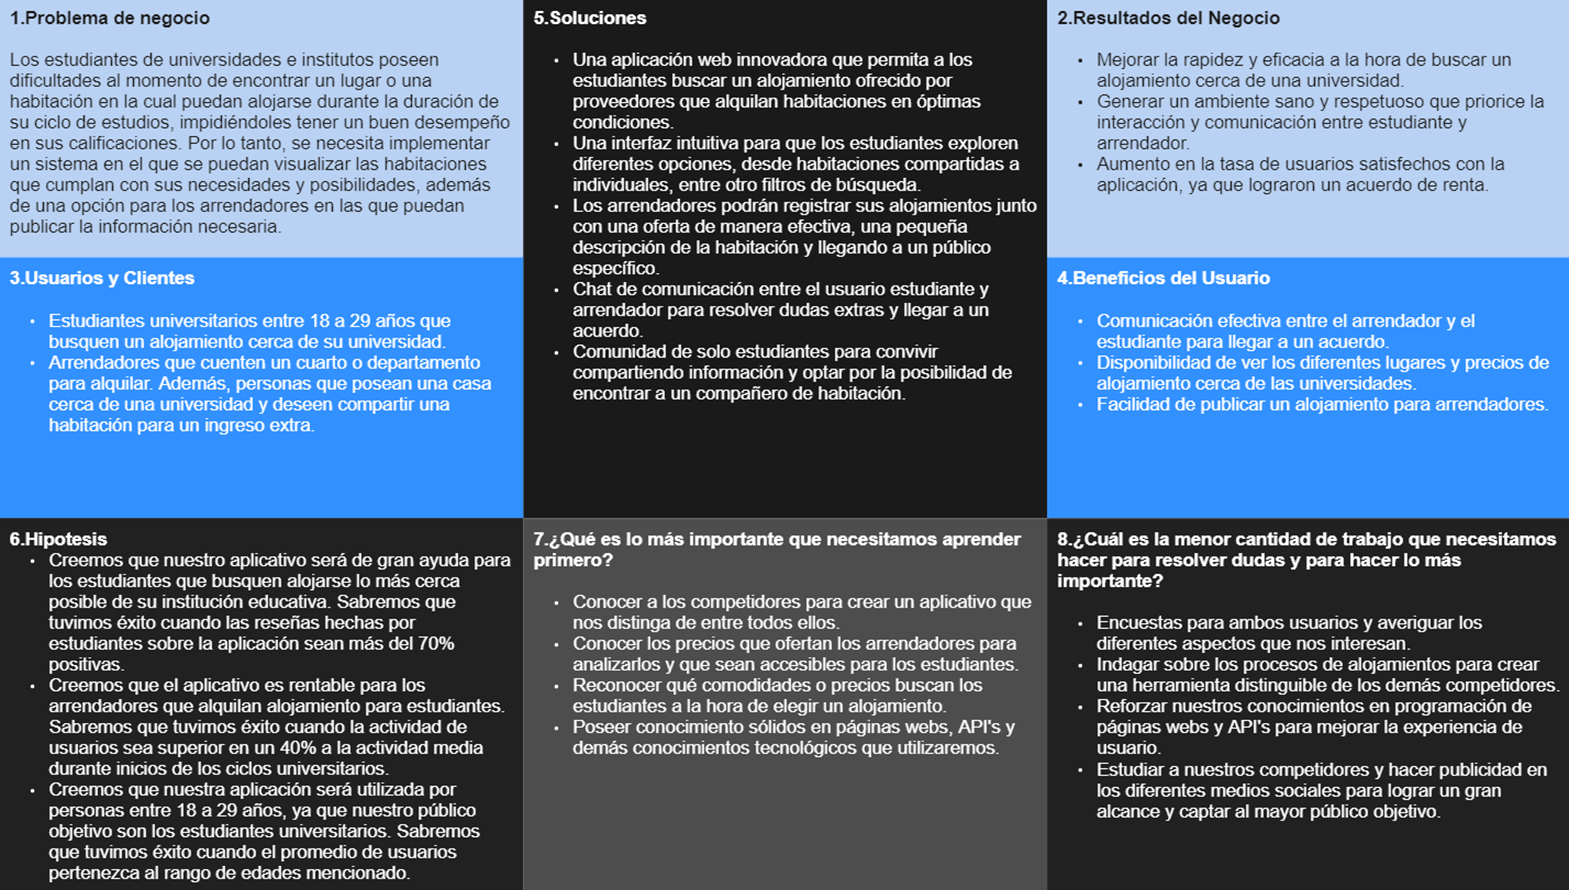 1.Problema de negocio
Los estudiantes de universidades e institutos poseen
dificultades al momento de encontrar un lugar o una
habitación en la cual puedan alojarse durante la duración de
su ciclo de estudios, impidiéndoles tener un buen desempeño
en sus calificaciones. Por lo tanto, se necesita implementar
un sistema en el que se puedan visualizar las habitaciones
que cumplan con sus necesidades y posibilidades, además
de una opción para los arrendadores en las que puedan
publicar la información necesaria.
5.Soluciones
• Una aplicación web innovadora que permita a los
estudiantes buscar un alojamiento ofrecido por
proveedores que alquilan habitaciones en óptimas
condiciones.
• Una interfaz intuitiva para que los estudiantes exploren
diferentes opciones, desde habitaciones compartidas a
individuales, entre otro filtros de búsqueda.
• Los arrendadores podrán registrar sus alojamientos junto
con una oferta de manera efectiva, una pequeña
descripción de la habitación y llegando a un público
específico.
• Chat de comunicación entre el usuario estudiante y
arrendador para resolver dudas extras y llegar a un
acuerdo.
• Comunidad de solo estudiantes para convivir
compartiendo información y optar por la posibilidad de
encontrar a un compañero de habitación.
2.Resultados del Negocio
• Mejorar la rapidez y eficacia a la hora de buscar un
alojamiento cerca de una universidad.
• Generar un ambiente sano y respetuoso que priorice la
interacción y comunicación entre estudiante y
arrendador.
• Aumento en la tasa de usuarios satisfechos con la
aplicación, ya que lograron un acuerdo de renta.
3.Usuarios y Clientes
• Estudiantes universitarios entre 18 a 29 años que
busquen un alojamiento cerca de su universidad.
• Arrendadores que cuenten un cuarto o departamento
para alquilar. Además, personas que posean una casa
cerca de una universidad y deseen compartir una
habitación para un ingreso extra.
4.Beneficios del Usuario
• Comunicación efectiva entre el arrendador y el
estudiante para llegar a un acuerdo.
• Disponibilidad de ver los diferentes lugares y precios de
alojamiento cerca de las universidades.
• Facilidad de publicar un alojamiento para arrendadores.
6.Hipotesis
• Creemos que nuestro aplicativo será de gran ayuda para
los estudiantes que busquen alojarse lo más cerca
posible de su institución educativa. Sabremos que
tuvimos éxito cuando las reseñas hechas por
estudiantes sobre la aplicación sean más del 70%
positivas.
• Creemos que el aplicativo es rentable para los
arrendadores que alquilan alojamiento para estudiantes.
Sabremos que tuvimos éxito cuando la actividad de
usuarios sea superior en un 40% a la actividad media
durante inicios de los ciclos universitarios.
• Creemos que nuestra aplicación será utilizada por
personas entre 18 a 29 años, ya que nuestro público
objetivo son los estudiantes universitarios. Sabremos
que tuvimos éxito cuando el promedio de usuarios
pertenezca al rango de edades mencionado.
7.¿Qué es lo más importante que necesitamos aprender
primero?
• Conocer a los competidores para crear un aplicativo que
nos distinga de entre todos ellos.
• Conocer los precios que ofertan los arrendadores para
analizarlos y que sean accesibles para los estudiantes.
• Reconocer qué comodidades o precios buscan los
estudiantes a la hora de elegir un alojamiento.
• Poseer conocimiento sólidos en páginas webs, API's y
demás conocimientos tecnológicos que utilizaremos.
8.¿Cuál es la menor cantidad de trabajo que necesitamos
hacer para resolver dudas y para hacer lo más
importante?
• Encuestas para ambos usuarios y averiguar los
diferentes aspectos que nos interesan.
• Indagar sobre los procesos de alojamientos para crear
una herramienta distinguible de los demás competidores.
• Reforzar nuestros conocimientos en programación de
páginas webs y API's para mejorar la experiencia de
usuario.
• Estudiar a nuestros competidores y hacer publicidad en
los diferentes medios sociales para lograr un gran
alcance y captar al mayor público objetivo.